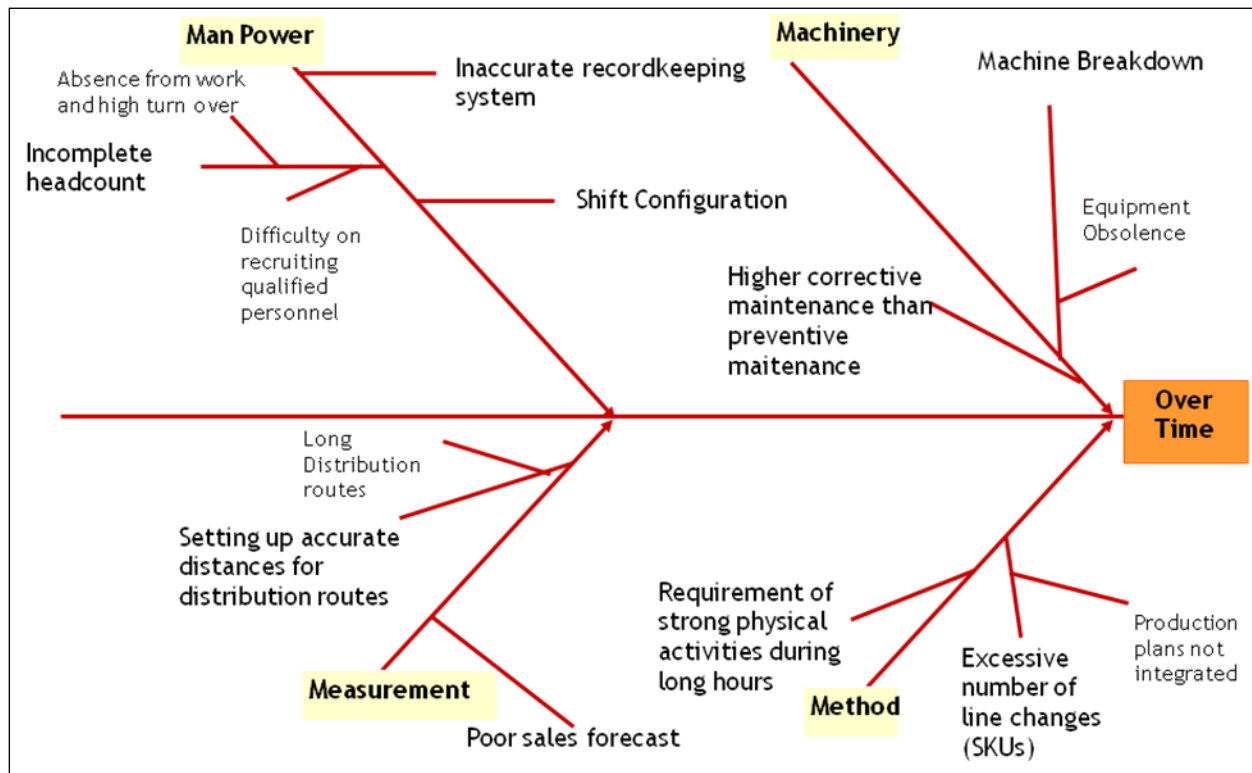 Man Power
Absence from work
and high turn over
Inaccurate recordkeeping
system
Incomplete
headcount
Shift Configuration
Difficulty on
recruiting
qualified
personnel
Machinery
Machine Breakdown
Equipment
Obsolence
Higher corrective
maintenance than
preventive
maitenance
Over
Time
Long
Distribution
routes
Setting up accurate
distances for
distribution routes
Measurement
Poor sales forecast
Requirement of
strong physical
activities during
long hours
Method
Excessive
number of
line changes
(SKUs)
Production
plans not
integrated